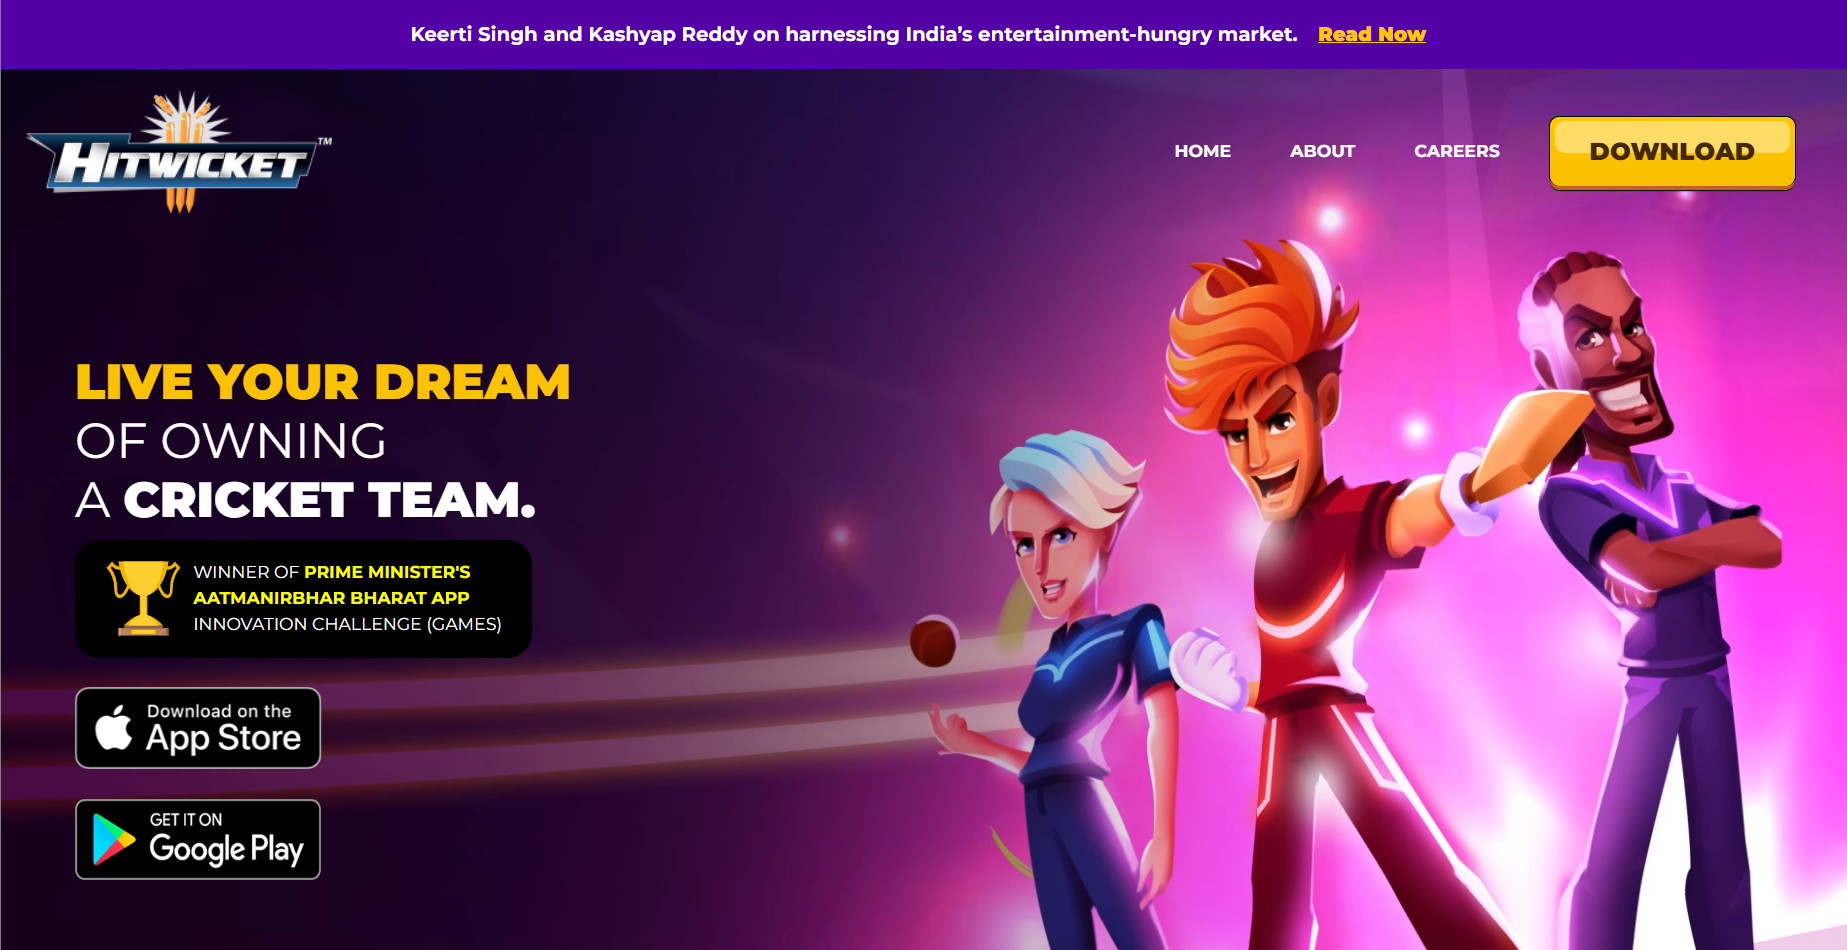 Keerti Singh and Kashyap Reddy on harnessing India’s entertainment-hungry market. Read Now
HITWICKET™
HOME ABOUT CAREERS DOWNLOAD
LIVE YOUR DREAM
OF OWNING
A CRICKET TEAM.
WINNER OF PRIME MINISTER'S
AATMANIRBHAR BHARAT APP
INNOVATION CHALLENGE (GAMES)
Download on the
App Store
GET IT ON
Google Play